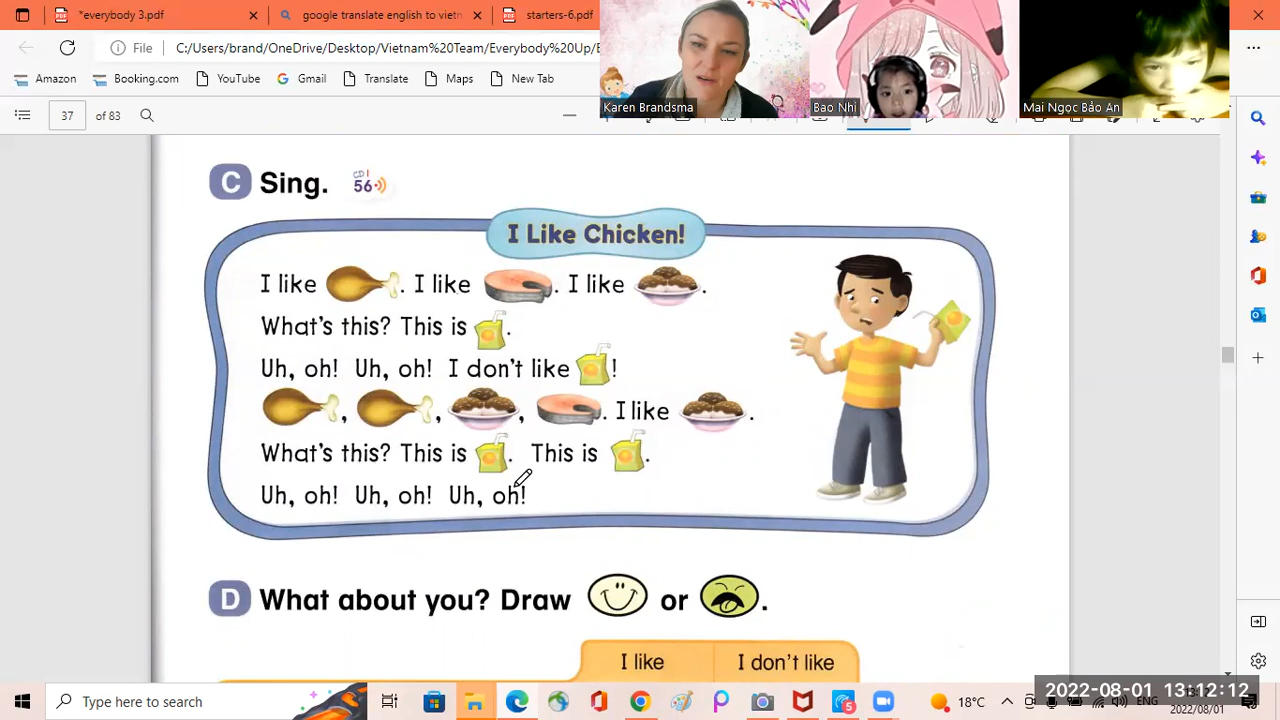 *everybody 3.pdf
google translate english to vietn
starters-6.pdf
File
C:/Users/brand/OneDrive/Desktop/Vietnam%20Team/Everybody%20Up/E
Amazon
Booking.com
YouTube
Gmail
Translate
Maps
New Tab
Karen Brandsma
Bao Nhi
Mai Ngọc Bảo An
37 of 83
C Sing. CD 1 56
I Like Chicken!
I like . I like . I like .
What's this? This is .
Uh, oh! Uh, oh! I don't like !
, , , . I like .
What's this? This is . This is .
Uh, oh! Uh, oh! Uh, oh!
D What about you? Draw or .
I like
I don't like
Type here to search
5
18°C
ENG
2022-08-01 13:12:12
2022/08/01